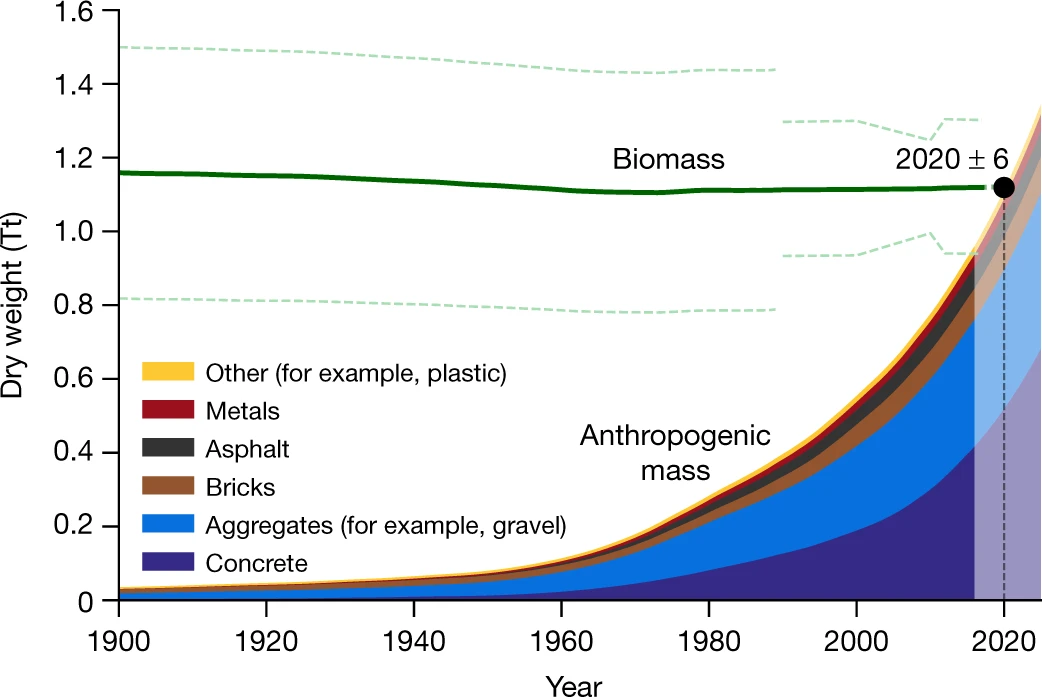 1.6
1.4
1.2
1.0
0.8
0.6
0.4
0.2
0
Dry weight (Tt)
Biomass
2020 ± 6
Other (for example, plastic)
Metals
Asphalt
Bricks
Aggregates (for example, gravel)
Concrete
Anthropogenic
mass
1900 1920 1940 1960 1980 2000 2020
Year